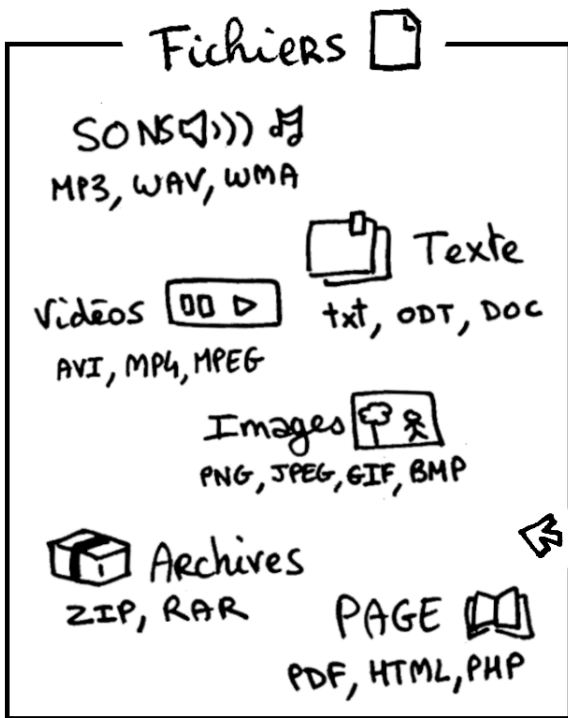 Fichiers
SONS
MP3, WAV, WMA
Texte
txt, ODT, DOC
Vidéos
AVI, MP4, MPEG
Images
PNG, JPEG, GIF, BMP
Archives
ZIP, RAR
PAGE
PDF, HTML, PHP